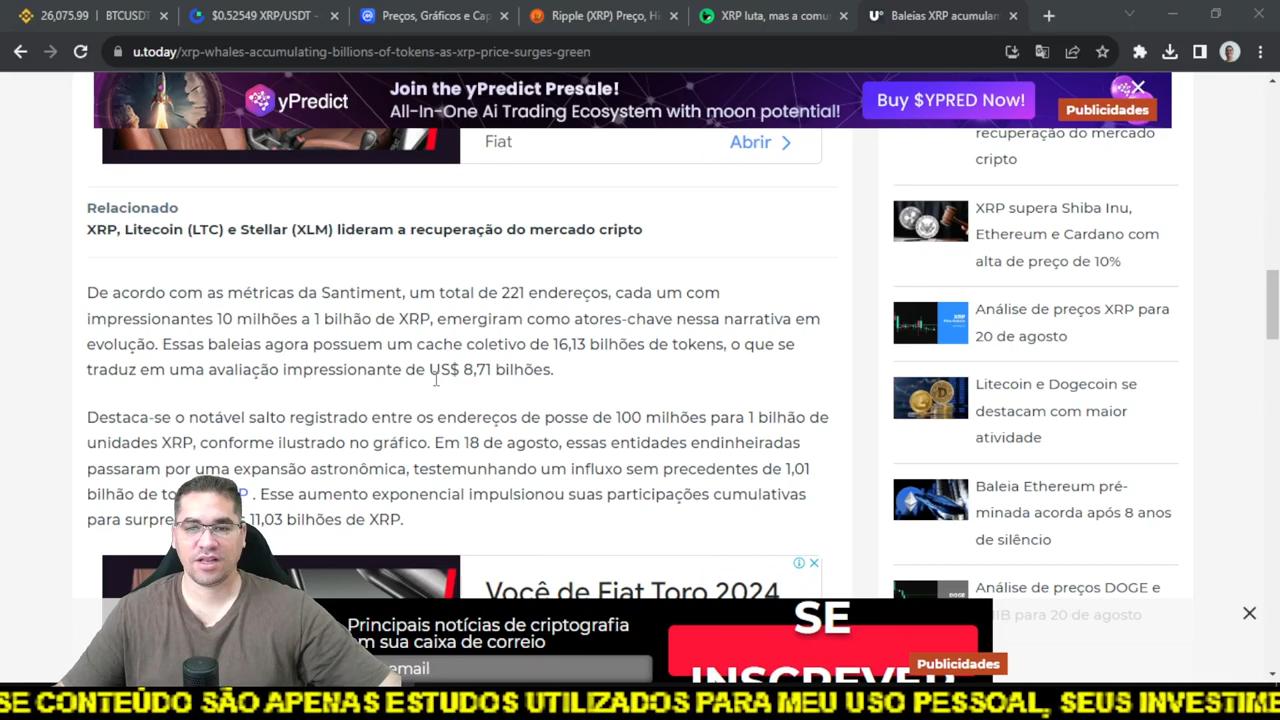 26,075.99 BTCUSDT
$0.52549 XRP/USDT -
Preços, Gráficos e Cap
Ripple (XRP) Preço, Hi
XRP luta, mas a comu
Baleias XRP acumulan
u.today/xrp-whales-accumulating-billions-of-tokens-as-xrp-price-surges-green
yPredict
Join the yPredict Presale!
All-In-One Ai Trading Ecosystem with moon potential!
Buy $YPRED Now!
Publicidades
Fiat
Abrir
Relacionado
XRP, Litecoin (LTC) e Stellar (XLM) lideram a recuperação do mercado cripto
De acordo com as métricas da Santiment, um total de 221 endereços, cada um com
impressionantes 10 milhões a 1 bilhão de XRP, emergiram como atores-chave nessa narrativa em
evolução. Essas baleias agora possuem um cache coletivo de 16,13 bilhões de tokens, o que se
traduz em uma avaliação impressionante de US$ 8,71 bilhões.
Destaca-se o notável salto registrado entre os endereços de posse de 100 milhões para 1 bilhão de
unidades XRP, conforme ilustrado no gráfico. Em 18 de agosto, essas entidades endinheiradas
passaram por uma expansão astronômica, testemunhando um influxo sem precedentes de 1,01
bilhão de to P . Esse aumento exponencial impulsionou suas participações cumulativas
para surpre 11,03 bilhões de XRP.
Você de Fiat Toro 2024
recuperação do mercado
cripto
XRP supera Shiba Inu,
Ethereum e Cardano com
alta de preço de 10%
Análise de preços XRP para
20 de agosto
Litecoin e Dogecoin se
destacam com maior
atividade
Baleia Ethereum pré-
minada acorda após 8 anos
de silêncio
Análise de preços DOGE e
IB para 20 de agosto
Principais notícias de criptografia
m sua caixa de correio
email
SE
INSCREVER
Publicidades
SE CONTEÚDO SÃO APENAS ESTUDOS UTILIZADOS PARA MEU USO PESSOAL, SEUS INVESTIME